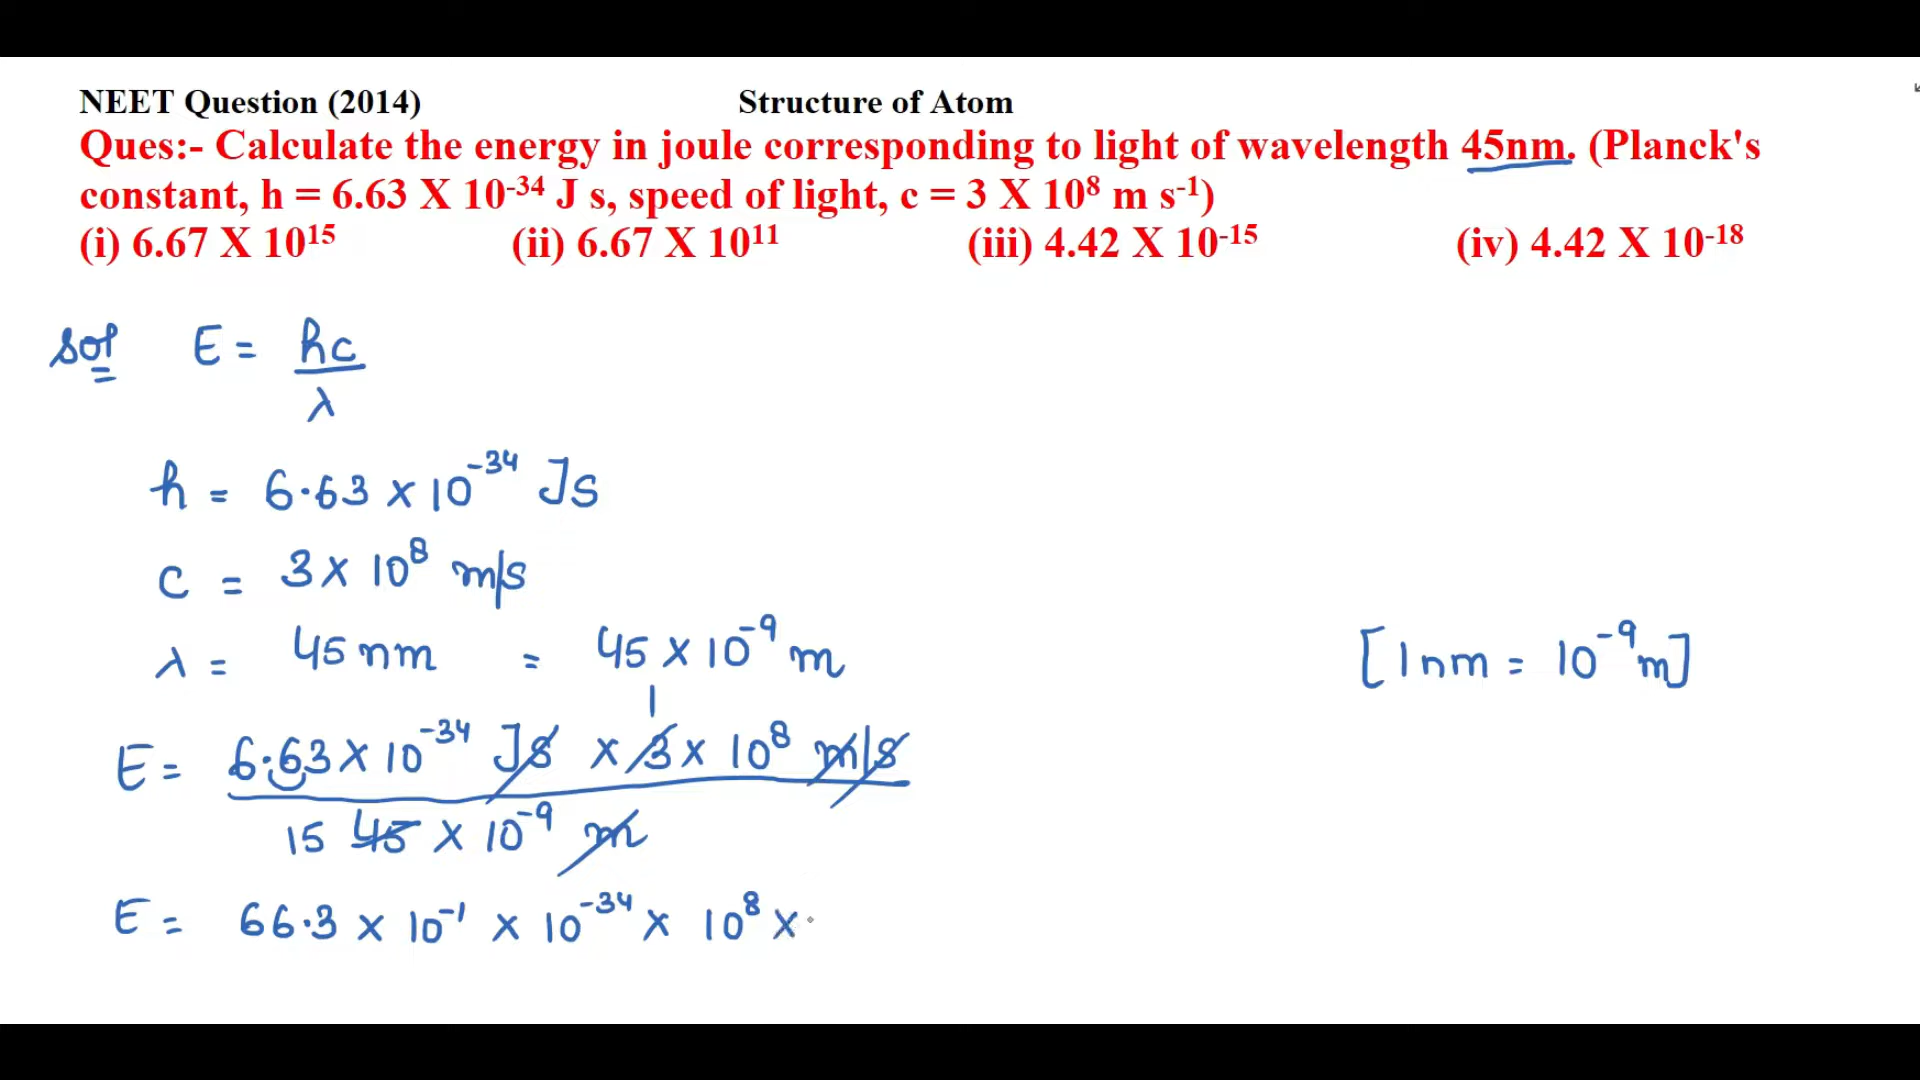 NEET Question (2014) Structure of Atom
Ques:- Calculate the energy in joule corresponding to light of wavelength 45nm. (Planck's
constant, h = 6.63 X 10⁻³⁴ J s, speed of light, c = 3 X 10⁸ m s⁻¹)
(i) 6.67 X 10¹⁵ (ii) 6.67 X 10¹¹ (iii) 4.42 X 10⁻¹⁵ (iv) 4.42 X 10⁻¹⁸
Sol E = hc
λ
h = 6.63 × 10⁻³⁴ Js
c = 3 × 10⁸ m/s
λ = 45 nm = 45 × 10⁻⁹ m [1 nm = 10⁻⁹ m]
1
E = 6.63 × 10⁻³⁴ Js × 3 × 10⁸ m/s
15 45 × 10⁻⁹ m
E = 66.3 × 10⁻¹ × 10⁻³⁴ × 10⁸ ×